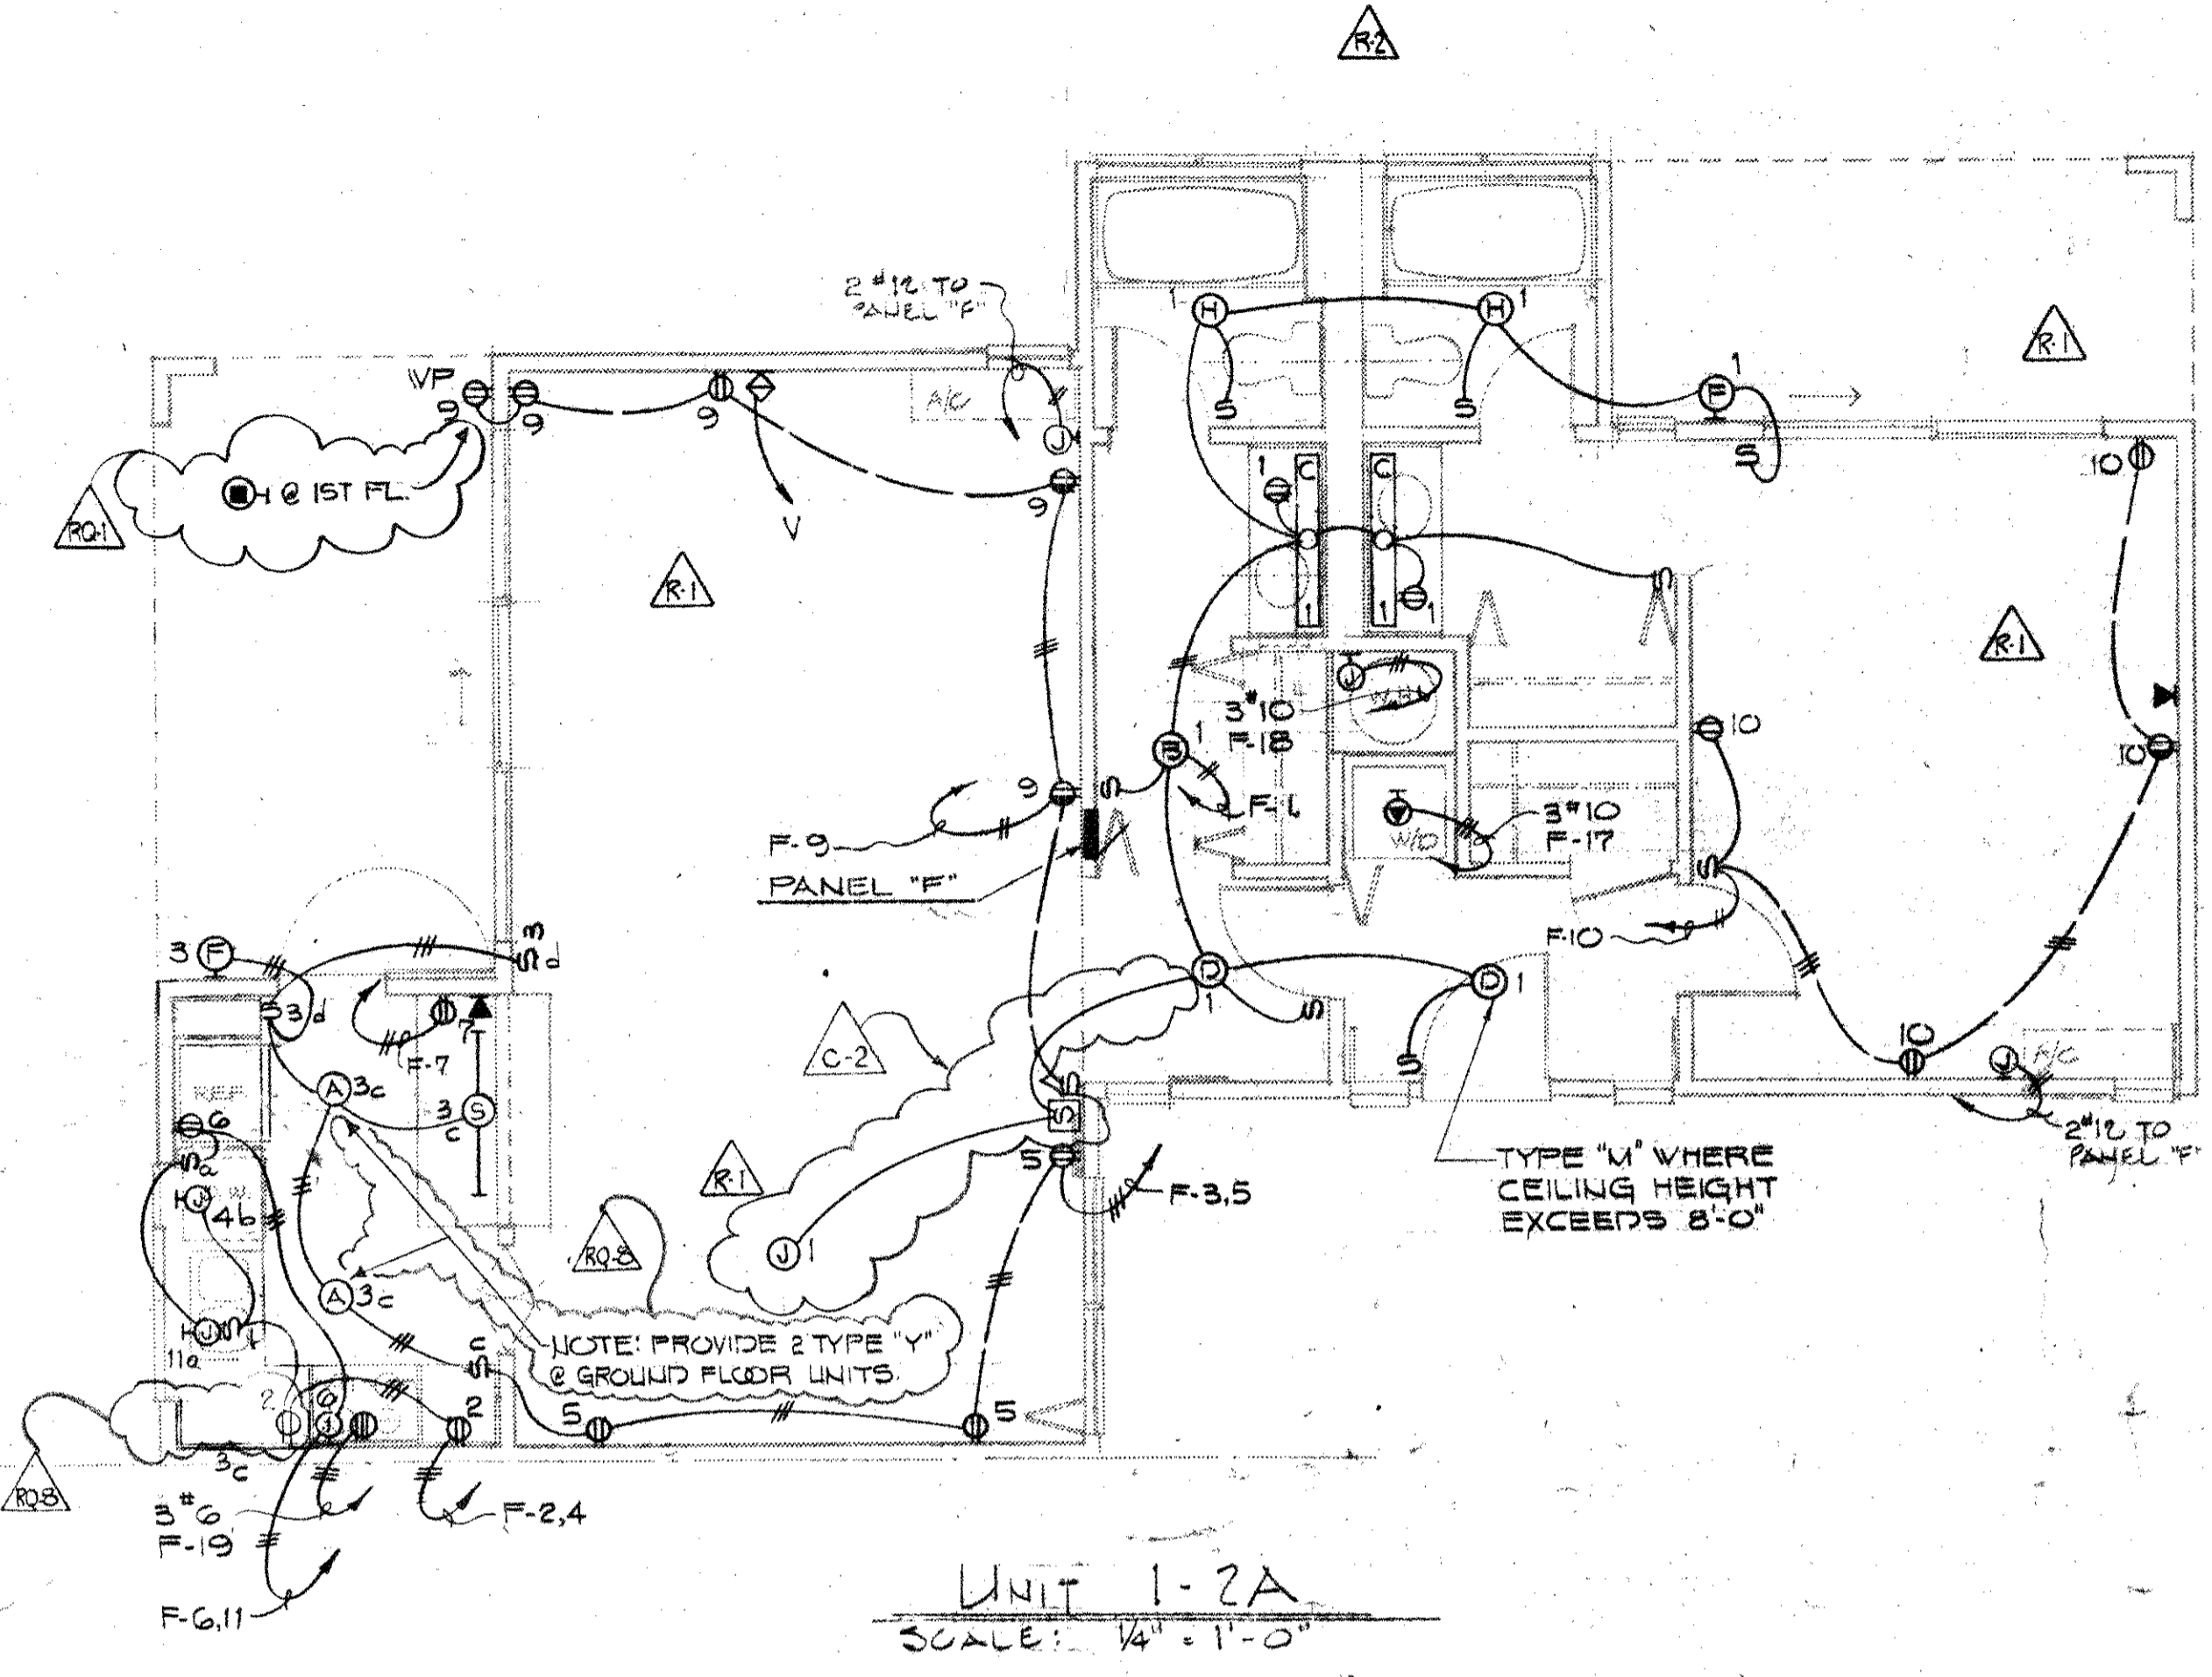 R-2
2 #12 TO
PANEL "F"
1
H
H
1
1
F
R-1
WP
9
9
9
A/C
J
9
S
S
S
10
RQ-1
@ 1ST FL.
V
R-1
1
C
C
1
1
1
S
R-1
J
W.H.
3 #10
F-18
10
10
9
S
B
1
F-1
F-9
PANEL "F"
3 #10
F-17
W/D
S
F-10
3
F
S 3
d
S 3 d
7
F-7
C-2
D
1
S
D
1
S
10
J
A/C
REF.
A
3c
3
c
S
6
S a
J
4b
D.W.
S
S
5
R-1
F-3,5
2 #12 TO
PANEL "F"
TYPE "M" WHERE
CEILING HEIGHT
EXCEEDS 8'-0"
RQ-8
J 1
A
3c
J
S
11a
NOTE: PROVIDE 2 TYPE "Y"
@ GROUND FLOOR UNITS.
S
2
6
J
2
5
5
3c
RQ-8
3 #6
F-19
F-2,4
F-6,11
UNIT 1-2A
SCALE: 1/4" = 1'-0"